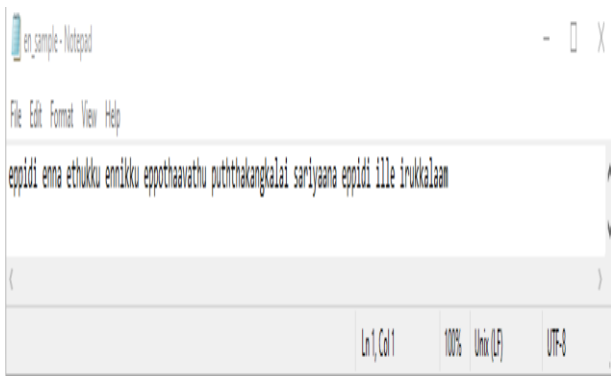 en_sample - Notepad
File Edit Format View Help
eppidi enna ethukku ennikku eppothaavathu puththakangkalai sariyaana eppidi ille irukkalaam
Ln 1, Col 1 100% Unix (LF) UTF-8